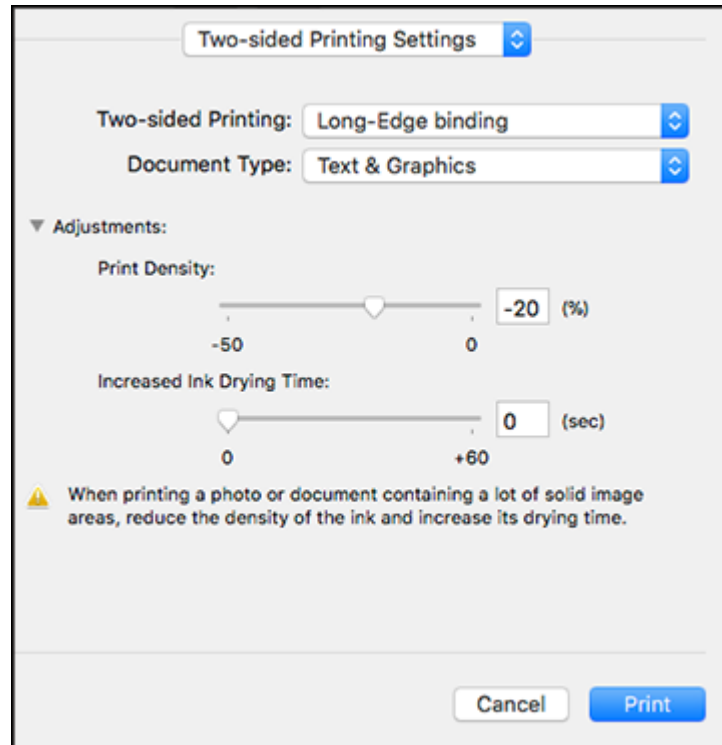 Two-sided Printing Settings
Two-sided Printing: Long-Edge binding
Document Type: Text & Graphics
Adjustments:
Print Density:
-20 (%)
-50 0
Increased Ink Drying Time:
0 (sec)
0 +60
When printing a photo or document containing a lot of solid image
areas, reduce the density of the ink and increase its drying time.
Cancel Print